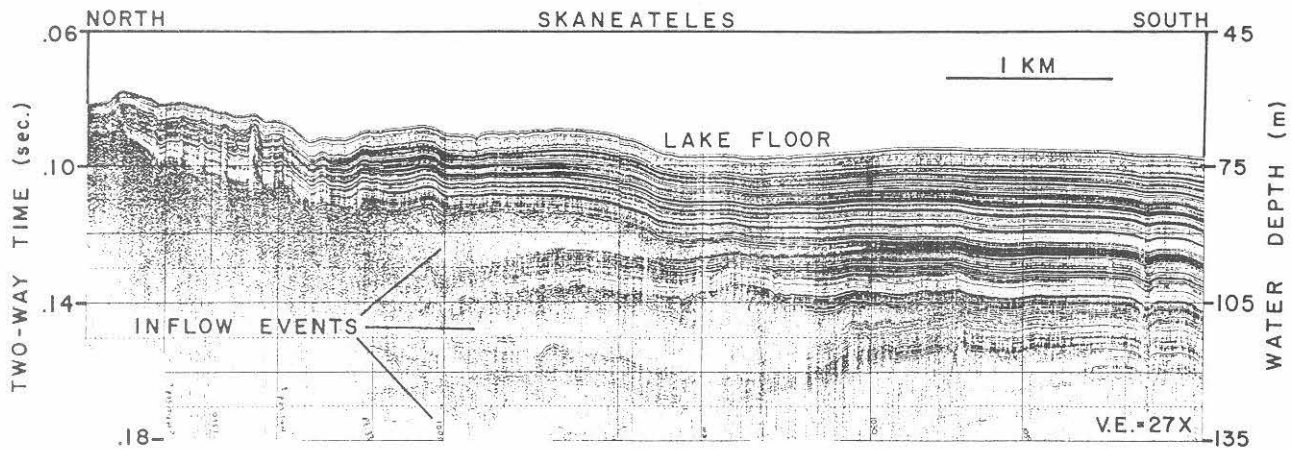 NORTH SKANEATELES SOUTH
.06 45
1 KM
LAKE FLOOR
.10 75
TWO-WAY TIME (sec.)
WATER DEPTH (m)
.14 105
INFLOW EVENTS
V.E.=27X
.18 135